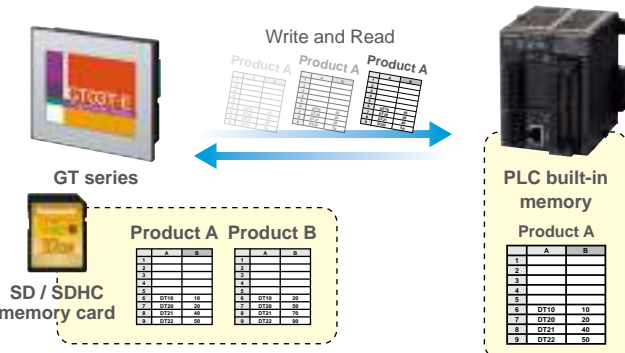 Write and Read
Product A Product A Product A
GT series
PLC built-in
memory
Product A
A B
1
2
3
4
5
6 DT10 10
7 DT20 20
8 DT21 40
9 DT22 50
SD / SDHC
memory card
Product A Product B
A B
1
2
3
4
5
6 DT10 10
7 DT20 20
8 DT21 40
9 DT22 50
A B
1
2
3
4
5
6 DT10 20
7 DT20 50
8 DT21 70
9 DT22 90